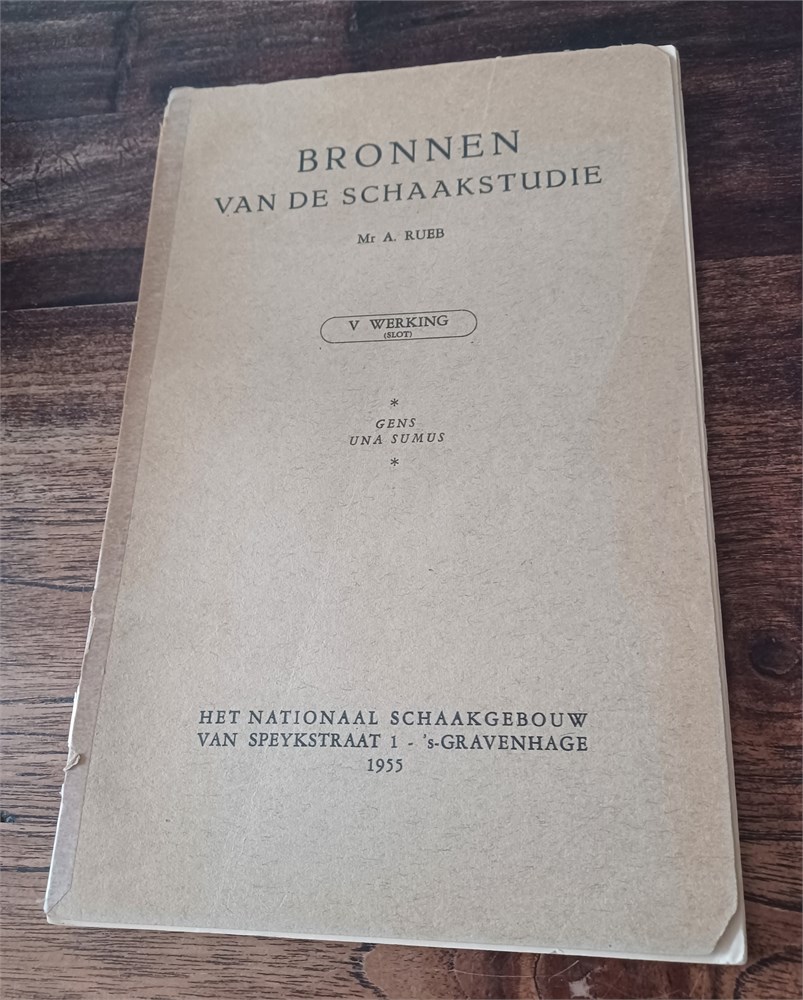 BRONNEN
VAN DE SCHAAKSTUDIE
Mr A. RUEB
V WERKING
(SLOT)
*
GENS
UNA SUMUS
*
HET NATIONAAL SCHAAKGEBOUW
VAN SPEYKSTRAAT 1 - 's-GRAVENHAGE
1955